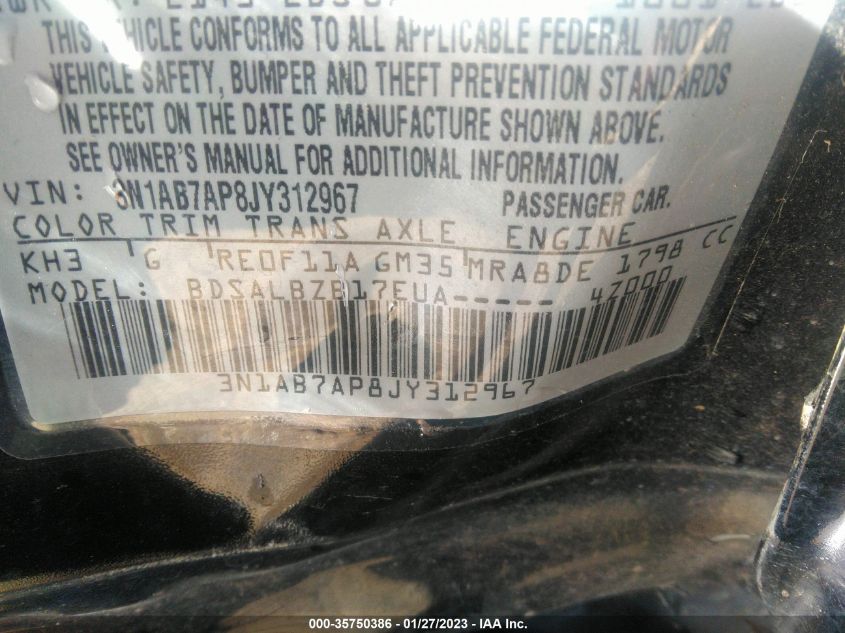 THIS VEHICLE CONFORMS TO ALL APPLICABLE FEDERAL MOTOR
VEHICLE SAFETY, BUMPER AND THEFT PREVENTION STANDARDS
IN EFFECT ON THE DATE OF MANUFACTURE SHOWN ABOVE.
SEE OWNER'S MANUAL FOR ADDITIONAL INFORMATION.
VIN: 3N1AB7AP8JY312967 PASSENGER CAR.
COLOR TRIM TRANS AXLE ENGINE
KH3 G RE0F11A GM35 MRA8DE 1798 CC
MODEL: BDSALBZB17EUA----- 4Z000
3N1AB7AP8JY312967
000-35750386 - 01/27/2023 - IAA Inc.